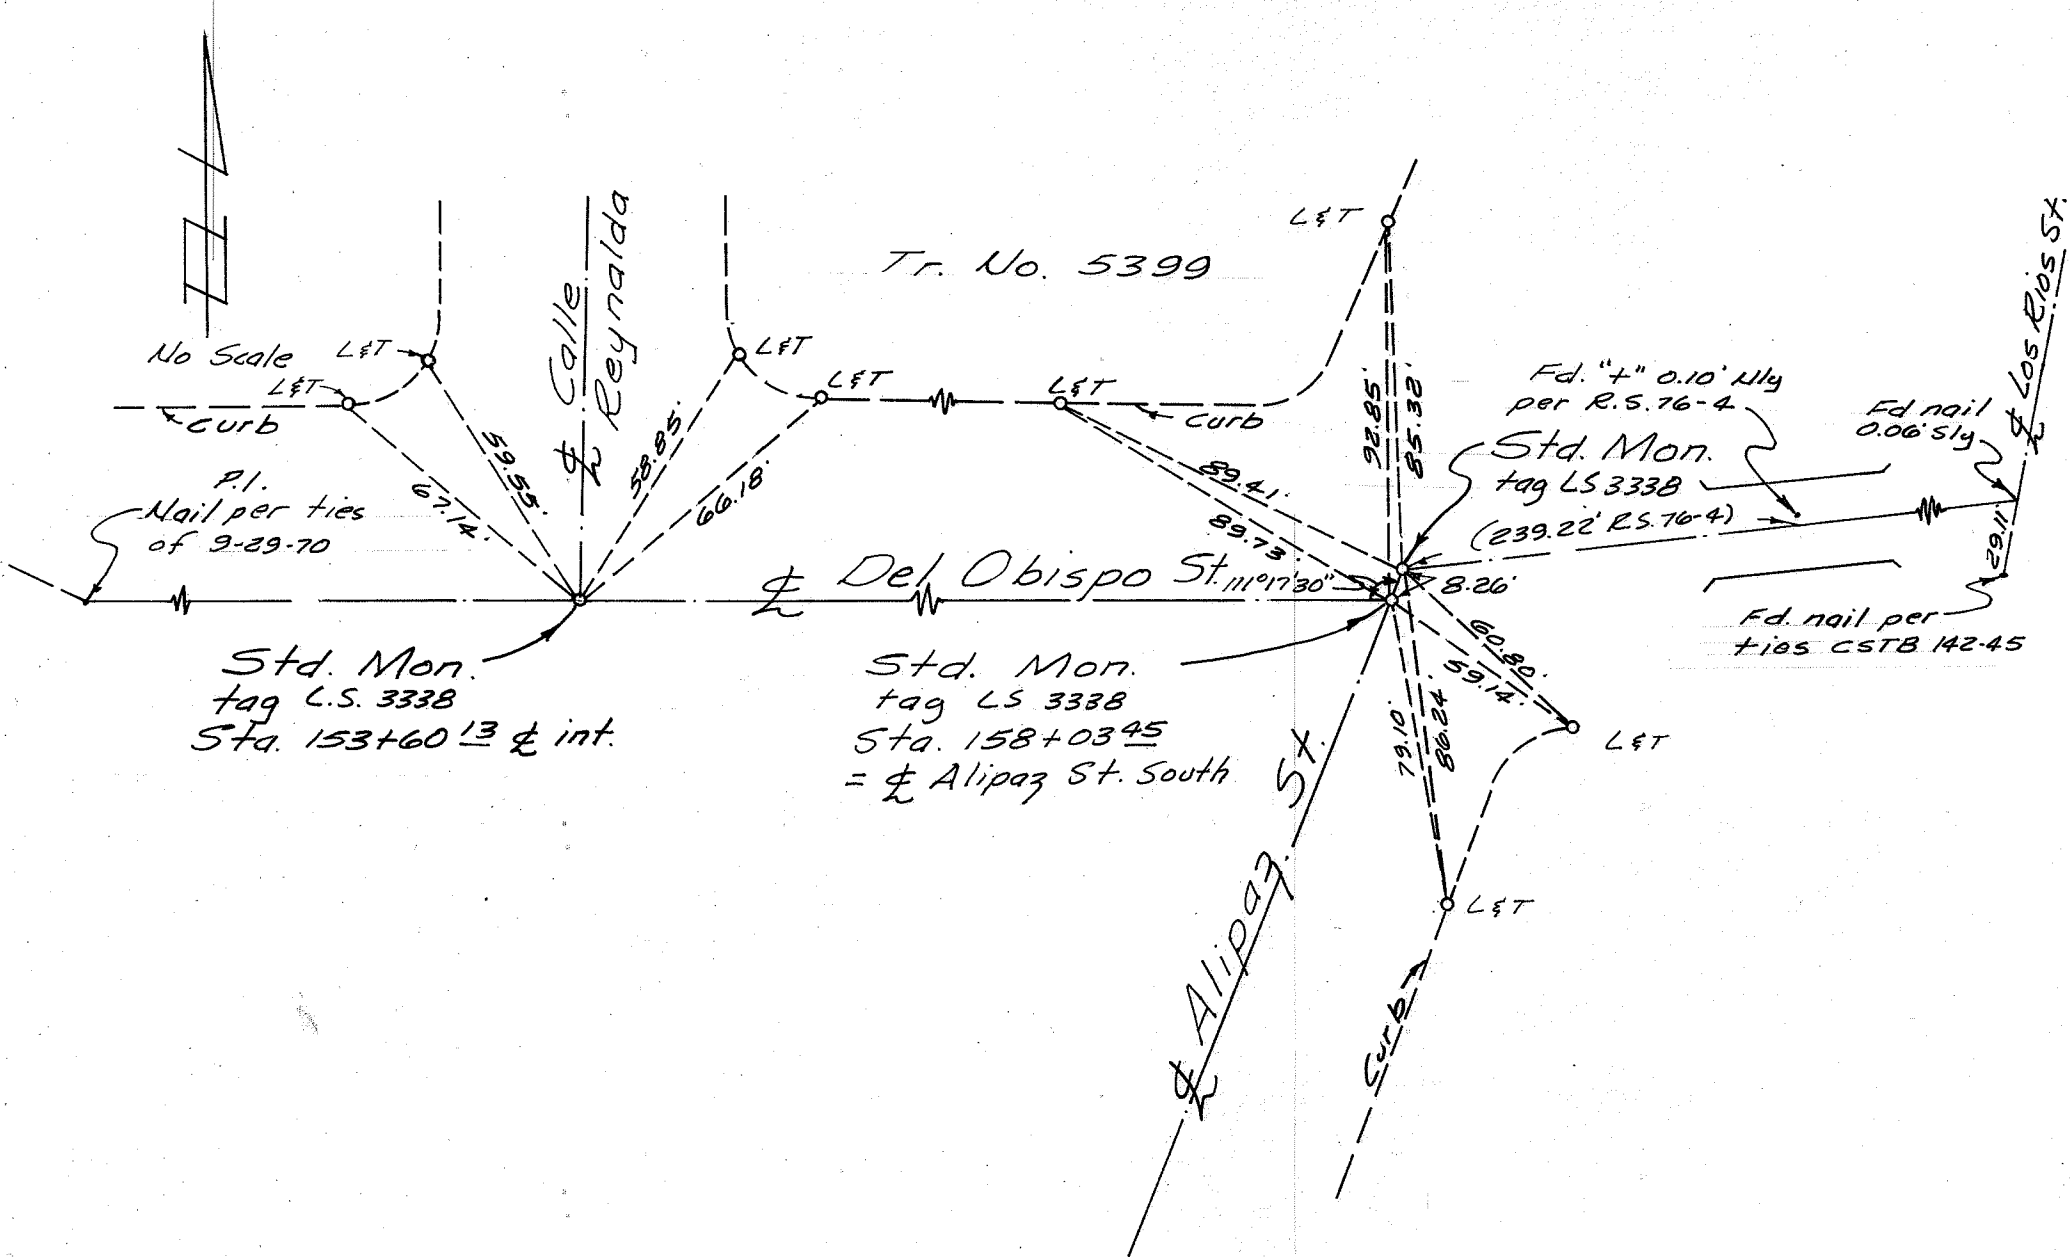 No Scale
L&T
L&T
curb
P.I.
Nail per ties
of 9-29-70
67.14'
59.55'
℄ Calle
Reynalda
58.85'
66.18'
L&T
L&T
Tr. No. 5399
L&T
curb
L&T
92.85'
85.32'
89.41'
89.73
Fd. "+" 0.10' Nly
per R.S. 76-4
Std. Mon.
tag LS 3338
(239.22' R.S. 76-4)
Fd nail
0.06' Sly
℄ Los Rios St.
29.11'
℄ Del Obispo St.
111°17'30"
8.26'
Fd. nail per
ties CSTB 142-45
Std. Mon.
tag L.S. 3338
Sta. 153+60 13 ℄ int.
Std. Mon.
tag LS 3338
Sta. 158+03 45
= ℄ Alipaz St. South
60.80'
59.14'
79.10'
86.24'
L&T
L&T
℄ Alipaz St.
Curb